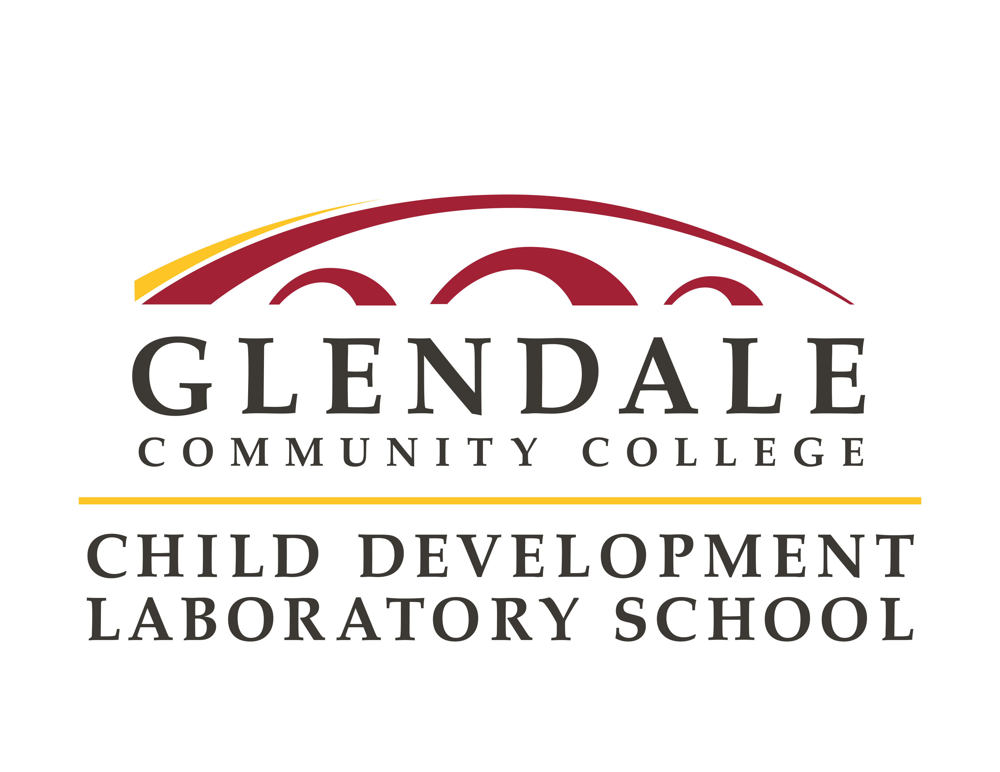 GLENDALE
COMMUNITY COLLEGE
CHILD DEVELOPMENT
LABORATORY SCHOOL